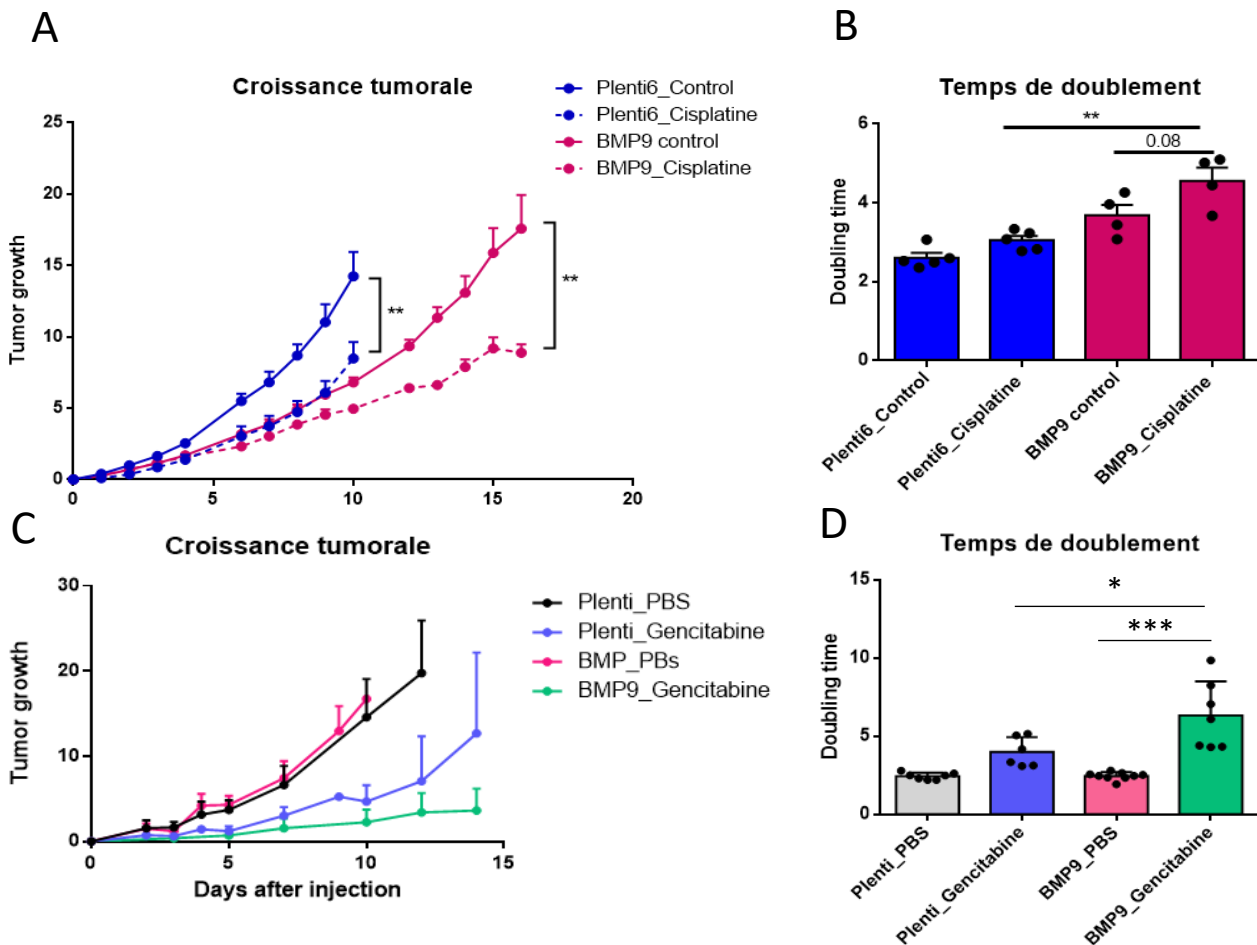 A
Croissance tumorale
Plenti6_Control
Plenti6_Cisplatine
BMP9 control
BMP9_Cisplatine
25
20
15
10
5
0
Tumor growth
**
**
0
5
10
15
20
B
Temps de doublement
**
0.08
6
4
2
0
Doubling time
Plenti6_Control
Plenti6_Cisplatine
BMP9 control
BMP9_Cisplatine
C
Croissance tumorale
Plenti_PBS
Plenti_Gencitabine
BMP_PBs
BMP9_Gencitabine
30
20
10
0
Tumor growth
0
5
10
15
Days after injection
D
Temps de doublement
*
***
15
10
5
0
Doubling time
Plenti_PBS
Plenti_Gencitabine
BMP9_PBS
BMP9_Gencitabine